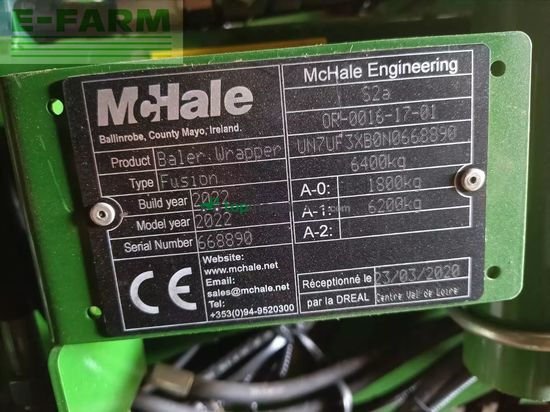 E-FARM
McHale
Ballinrobe, County Mayo, Ireland.
Product Baler-Wrapper
Type Fusion
Build year 2022
Model year 2022
Serial Number 668890
Website:
www.mchale.net
Email:
sales@mchale.net
Tel:
+353(0)94-9520300
McHale Engineering
S2a
OR-0016-17-01
UN7UF3XB0N0668890
6400kg
A-0: 1800kg
A-1: 6200kg
A-2:
Réceptionné le 23/03/2020
par la DREAL Centre Val de Loire